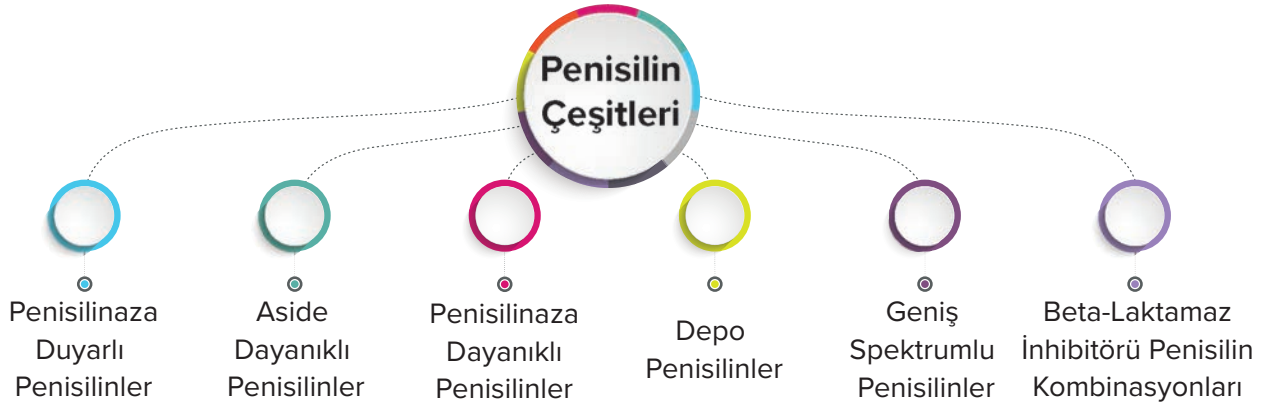 Penisilin
Çeşitleri
Penisilinaza
Duyarlı
Penisilinler
Aside
Dayanıklı
Penisilinler
Penisilinaza
Dayanıklı
Penisilinler
Depo
Penisilinler
Geniş
Spektrumlu
Penisilinler
Beta-Laktamaz
İnhibitörü Penisilin
Kombinasyonları